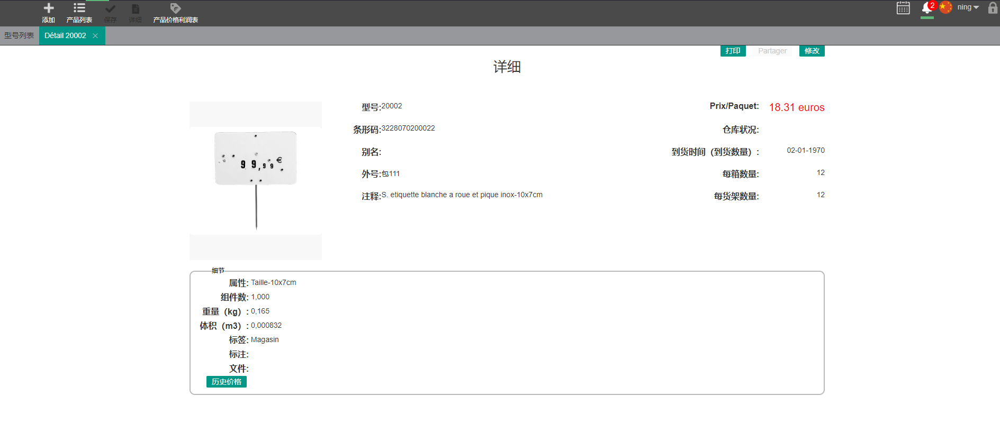 添加 产品列表 保存 详细 产品价格利润表 2 ning
型号列表 Détail 20002 ×
打印 Partager 修改
详细
型号:20002 Prix/Paquet: 18.31 euros
条形码:3228070200022 仓库状况:
别名: 到货时间（到货数量）: 02-01-1970
外号:包111 每箱数量: 12
注释:S. etiquette blanche a roue et pique inox-10x7cm 每货架数量: 12
12 99,99 €
细节
属性: Taille-10x7cm
组件数: 1,000
重量（kg）: 0,165
体积（m3）: 0,000832
标签: Magasin
标注:
文件:
历史价格